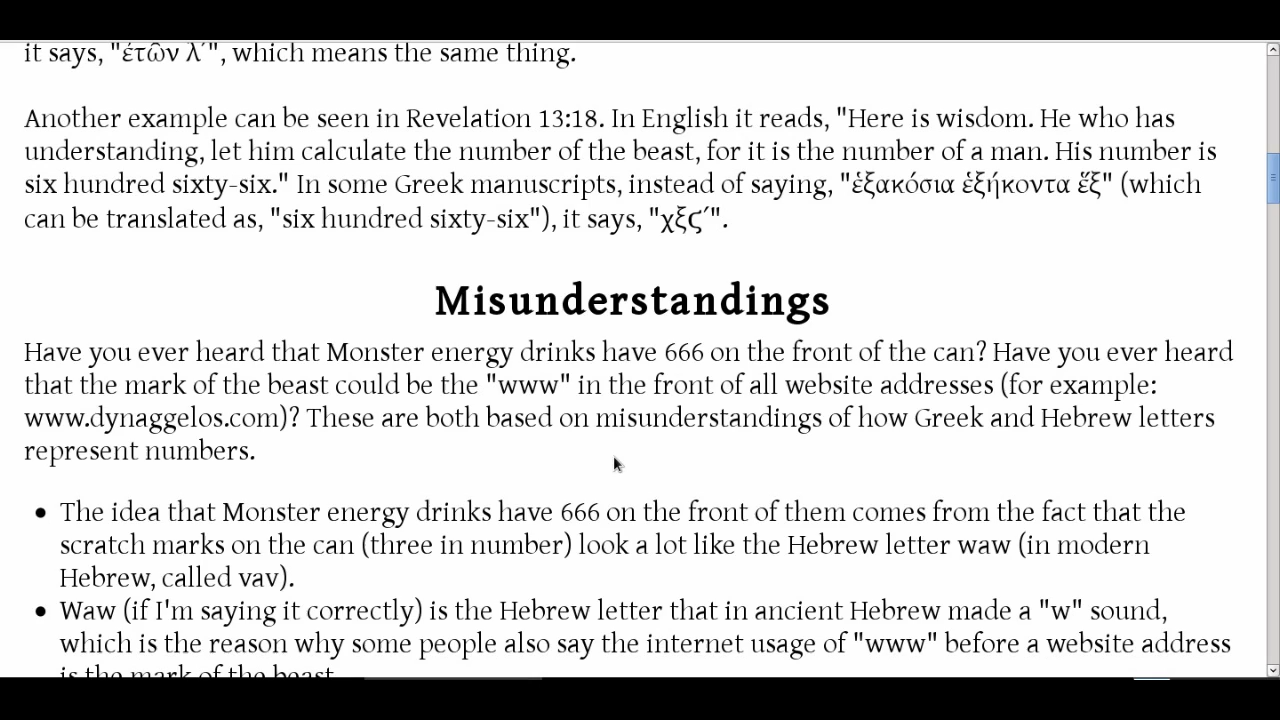 it says, "ἐτῶν λ´", which means the same thing.
Another example can be seen in Revelation 13:18. In English it reads, "Here is wisdom. He who has
understanding, let him calculate the number of the beast, for it is the number of a man. His number is
six hundred sixty-six." In some Greek manuscripts, instead of saying, "ἑξακόσια ἑξήκοντα ἕξ" (which
can be translated as, "six hundred sixty-six"), it says, "χξϛ´".
Misunderstandings
Have you ever heard that Monster energy drinks have 666 on the front of the can? Have you ever heard
that the mark of the beast could be the "www" in the front of all website addresses (for example:
www.dynaggelos.com)? These are both based on misunderstandings of how Greek and Hebrew letters
represent numbers.
• The idea that Monster energy drinks have 666 on the front of them comes from the fact that the
scratch marks on the can (three in number) look a lot like the Hebrew letter waw (in modern
Hebrew, called vav).
• Waw (if I'm saying it correctly) is the Hebrew letter that in ancient Hebrew made a "w" sound,
which is the reason why some people also say the internet usage of "www" before a website address
is the mark of the beast.